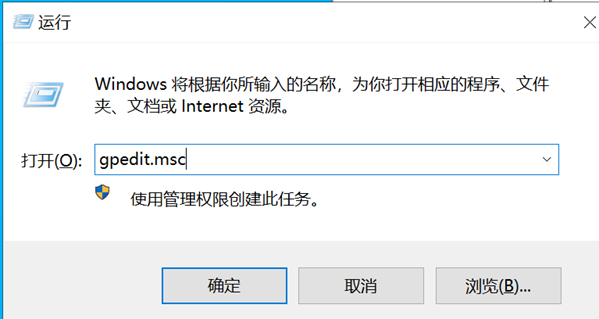 运行
Windows 将根据你所输入的名称，为你打开相应的程序、文件
夹、文档或 Internet 资源。
打开(O): gpedit.msc
使用管理权限创建此任务。
确定 取消 浏览(B)...